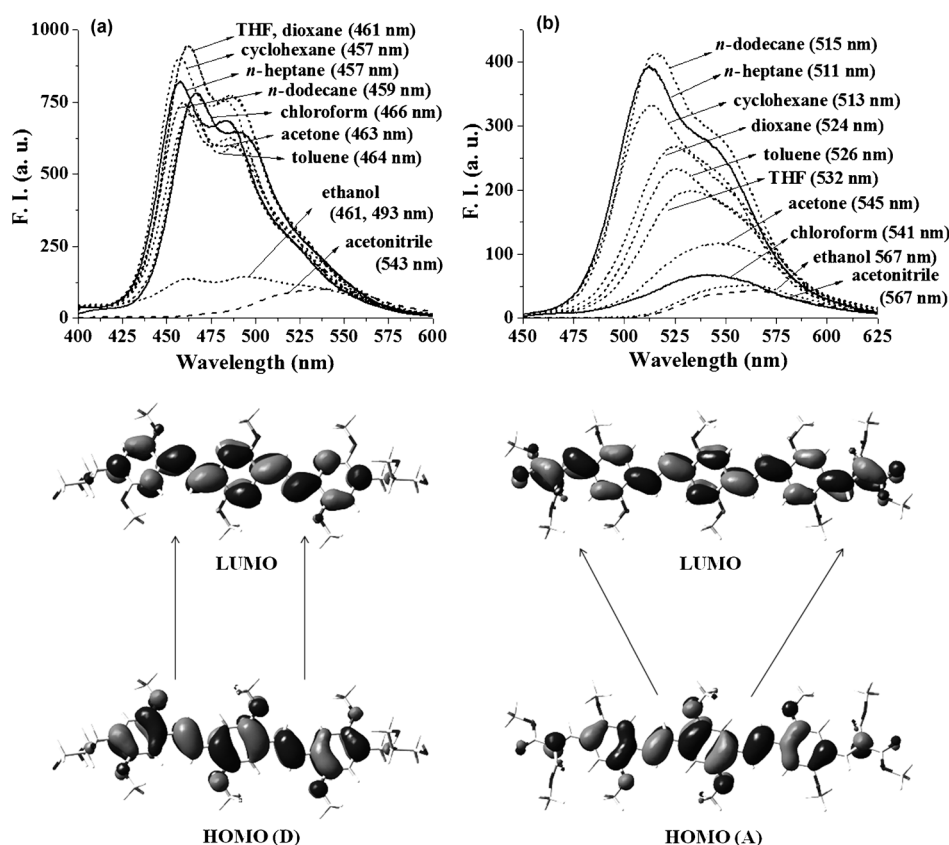 (a)
F. I. (a. u.)
1000
750
500
250
0
THF, dioxane (461 nm)
cyclohexane (457 nm)
n-heptane (457 nm)
n-dodecane (459 nm)
chloroform (466 nm)
acetone (463 nm)
toluene (464 nm)
ethanol
(461, 493 nm)
acetonitrile
(543 nm)
400 425 450 475 500 525 550 575 600
Wavelength (nm)
(b)
F. I. (a. u.)
400
300
200
100
0
n-dodecane (515 nm)
n-heptane (511 nm)
cyclohexane (513 nm)
dioxane (524 nm)
toluene (526 nm)
THF (532 nm)
acetone (545 nm)
chloroform (541 nm)
ethanol 567 nm)
acetonitrile
(567 nm)
450 475 500 525 550 575 600 625
Wavelength (nm)
LUMO
LUMO
HOMO (D)
HOMO (A)